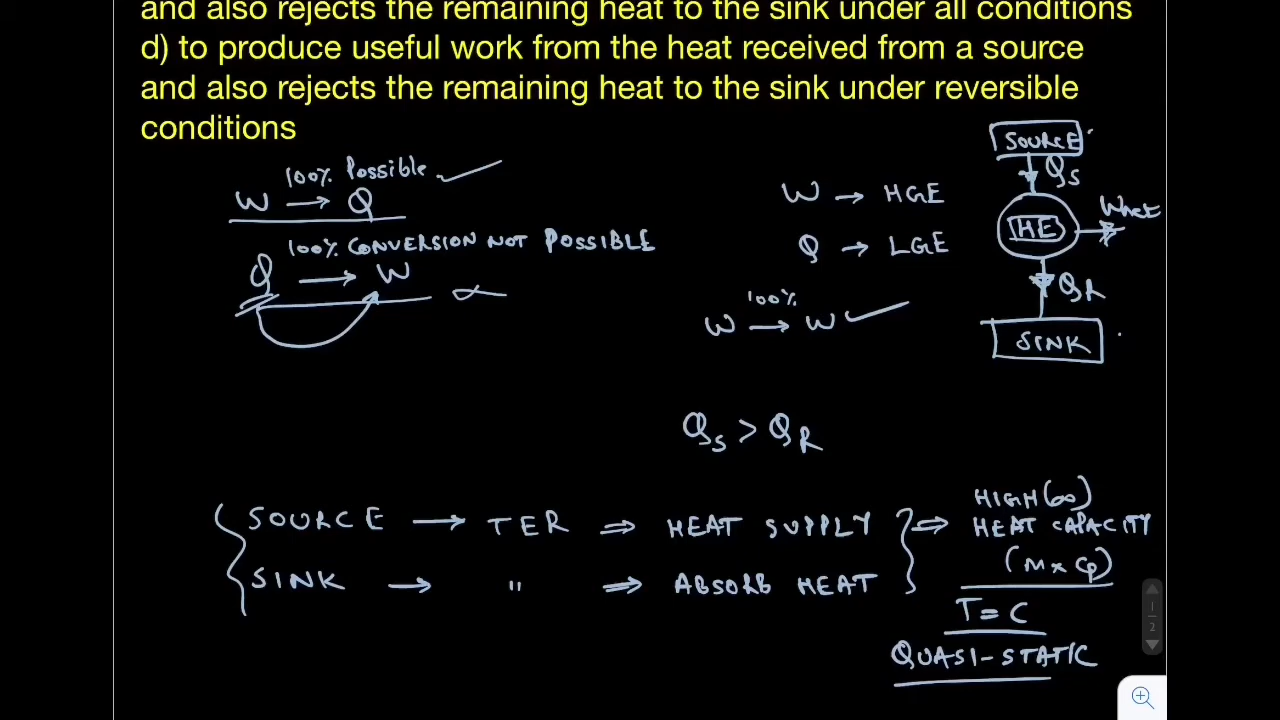 and also rejects the remaining heat to the sink under all conditions
d) to produce useful work from the heat received from a source
and also rejects the remaining heat to the sink under reversible
conditions
SOURCE
100% Possible
W → Q
QS
W → HGE
Wnet
HE
100% CONVERSION NOT POSSIBLE
Q → W
Q → LGE
QR
100%
W → W
SINK
QS > QR
HIGH (∞)
SOURCE → TER ⇒ HEAT SUPPLY ⇒ HEAT CAPACITY
(M x Cp)
SINK → " ⇒ ABSORB HEAT
T = C
QUASI-STATIC
1
2